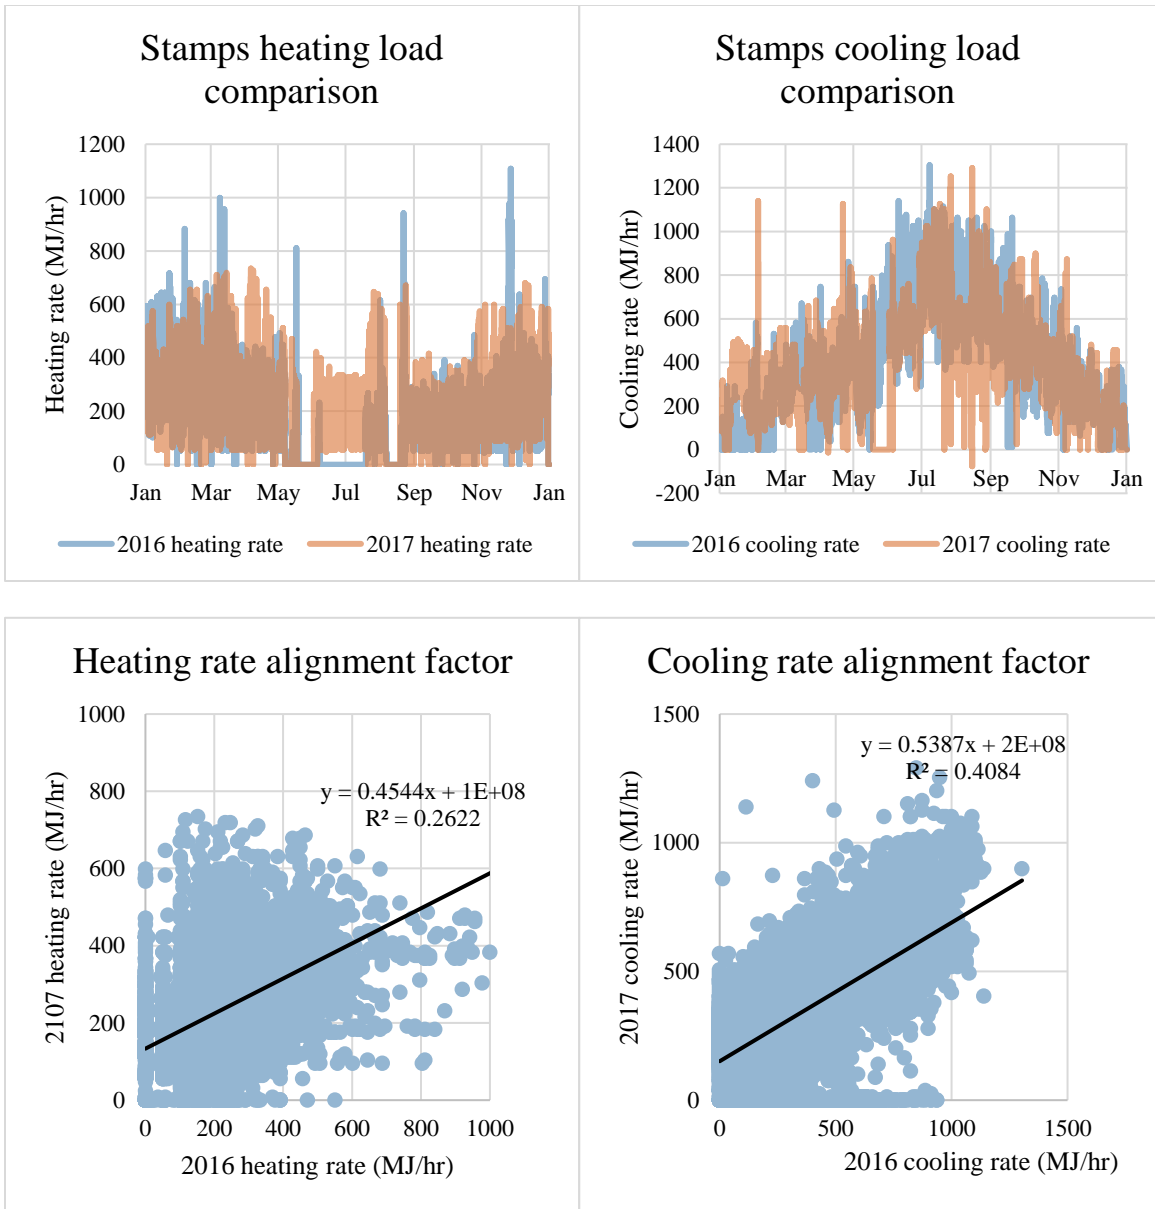 Stamps heating load
comparison
1200
1000
800
600
400
200
0
Heating rate (MJ/hr)
Jan Mar May Jul Sep Nov Jan
2016 heating rate 2017 heating rate
Stamps cooling load
comparison
1400
1200
1000
800
600
400
200
0
-200
Cooling rate (MJ/hr)
Jan Mar May Jul Sep Nov Jan
2016 cooling rate 2017 cooling rate
Heating rate alignment factor
1000
800
600
400
200
0
2107 heating rate (MJ/hr)
y = 0.4544x + 1E+08
R² = 0.2622
0 200 400 600 800 1000
2016 heating rate (MJ/hr)
Cooling rate alignment factor
1500
1000
500
0
2017 cooling rate (MJ/hr)
y = 0.5387x + 2E+08
R² = 0.4084
0 500 1000 1500
2016 cooling rate (MJ/hr)